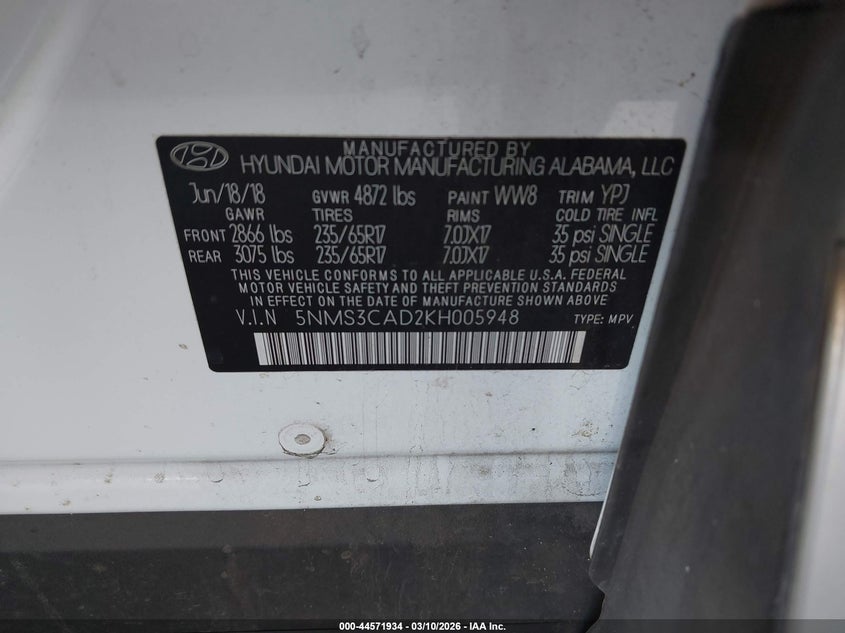 MANUFACTURED BY
HYUNDAI MOTOR MANUFACTURING ALABAMA, LLC
Jun/18/18 GVWR 4872 lbs PAINT WW8 TRIM YPJ
GAWR TIRES RIMS COLD TIRE INFL
FRONT 2866 lbs 235/65R17 7.0JX17 35 psi SINGLE
REAR 3075 lbs 235/65R17 7.0JX17 35 psi SINGLE
THIS VEHICLE CONFORMS TO ALL APPLICABLE U.S.A. FEDERAL
MOTOR VEHICLE SAFETY AND THEFT PREVENTION STANDARDS
IN EFFECT ON THE DATE OF MANUFACTURE SHOWN ABOVE
V.I.N 5NMS3CAD2KH005948 TYPE: MPV
000-44571934 | 03/10/2026 - IAA Inc.